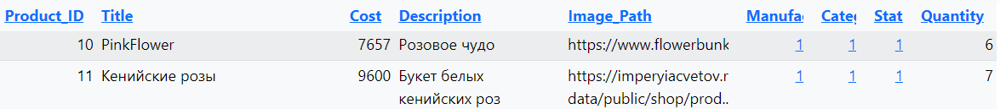 Product_ID Title Cost Description Image_Path Manufac Categ Stat Quantity
10 PinkFlower 7657 Розовое чудо https://www.flowerbunk 1 1 1 6
11 Кенийские розы 9600 Букет белых https://imperyiacvetov.r 1 1 1 7
кенийских роз data/public/shop/prod..